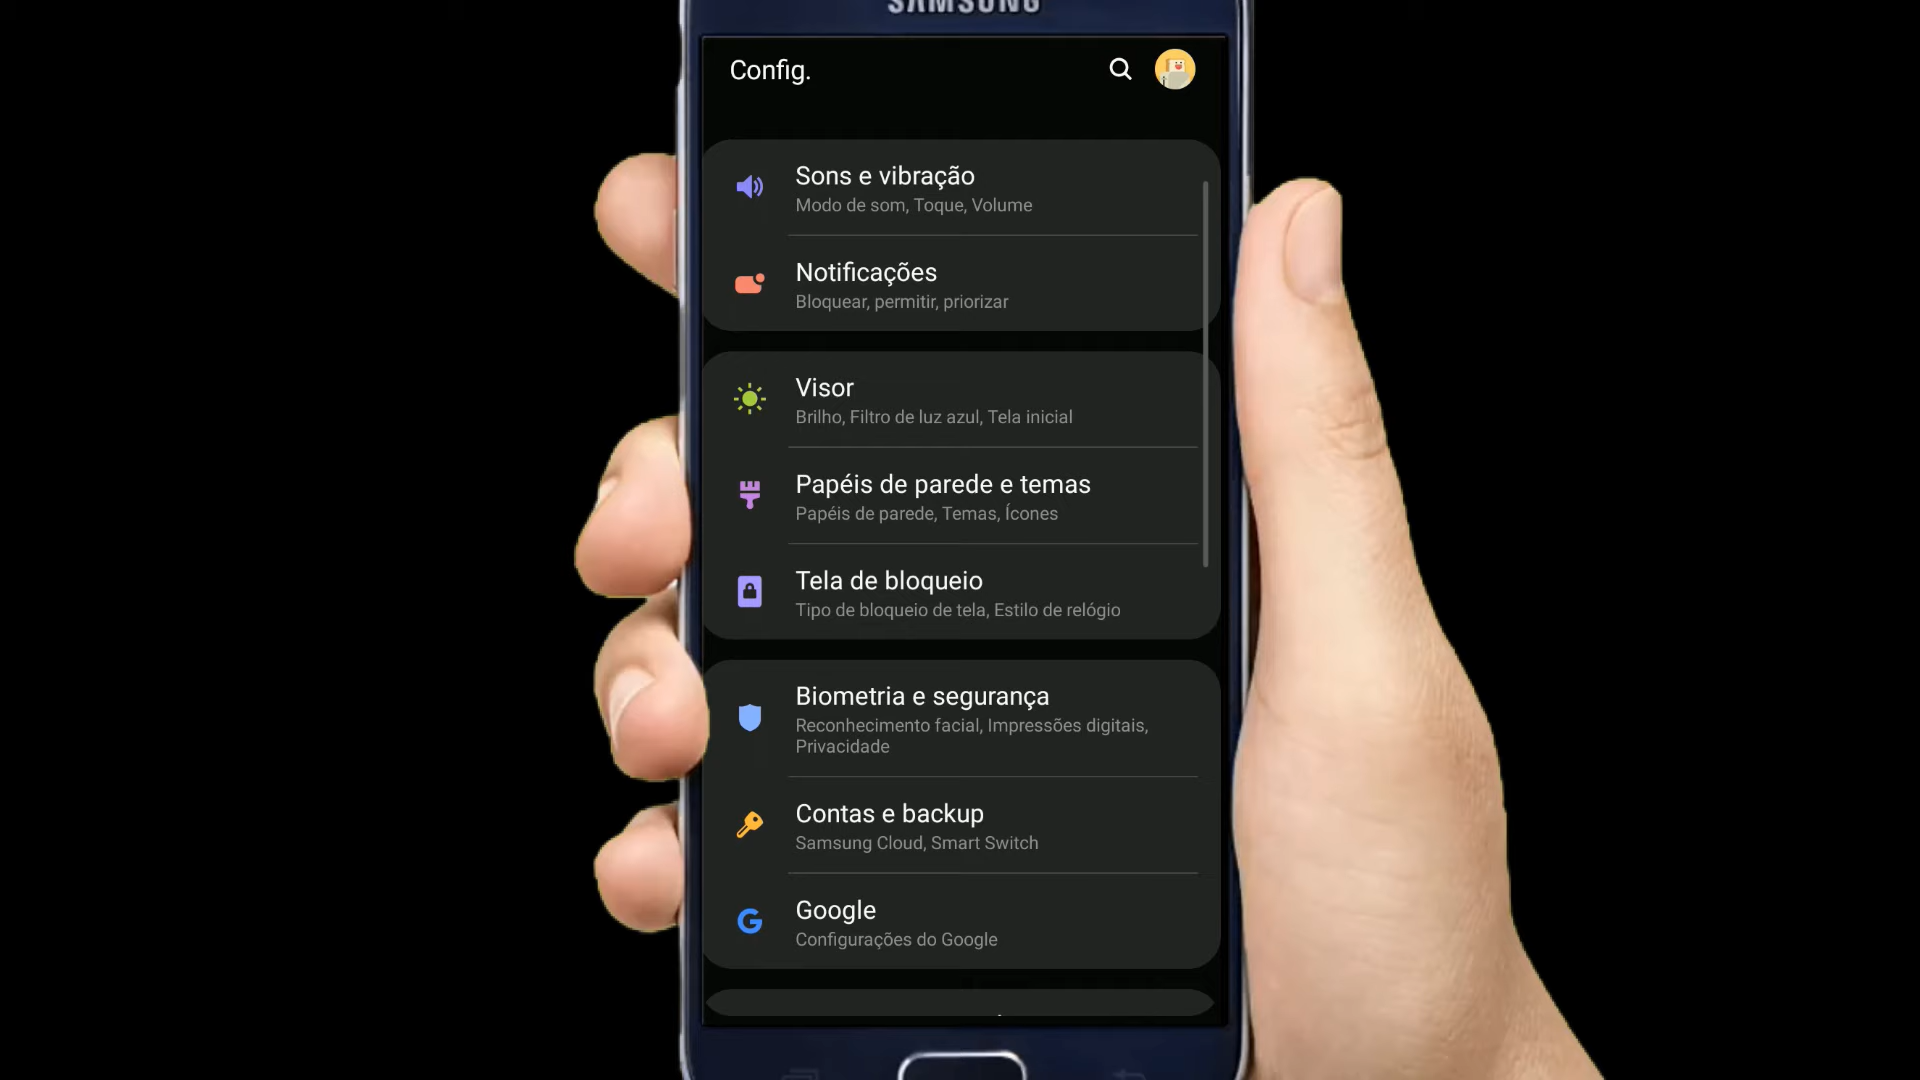 SAMSUNG
Config.
Sons e vibração
Modo de som, Toque, Volume
Notificações
Bloquear, permitir, priorizar
Visor
Brilho, Filtro de luz azul, Tela inicial
Papéis de parede e temas
Papéis de parede, Temas, Ícones
Tela de bloqueio
Tipo de bloqueio de tela, Estilo de relógio
Biometria e segurança
Reconhecimento facial, Impressões digitais,
Privacidade
Contas e backup
Samsung Cloud, Smart Switch
Google
Configurações do Google